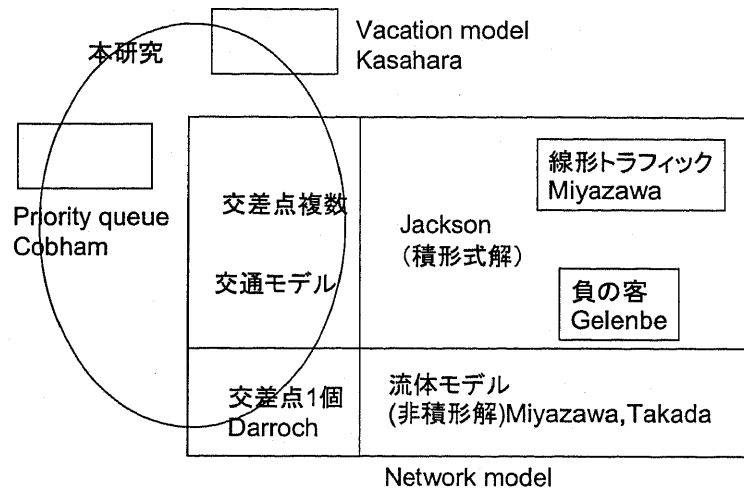 本研究
Vacation model
Kasahara
Priority queue
Cobham
交差点複数
交通モデル
Jackson
（積形式解）
線形トラフィック
Miyazawa
負の客
Gelenbe
交差点1個
Darroch
流体モデル
(非積形解)Miyazawa,Takada
Network model